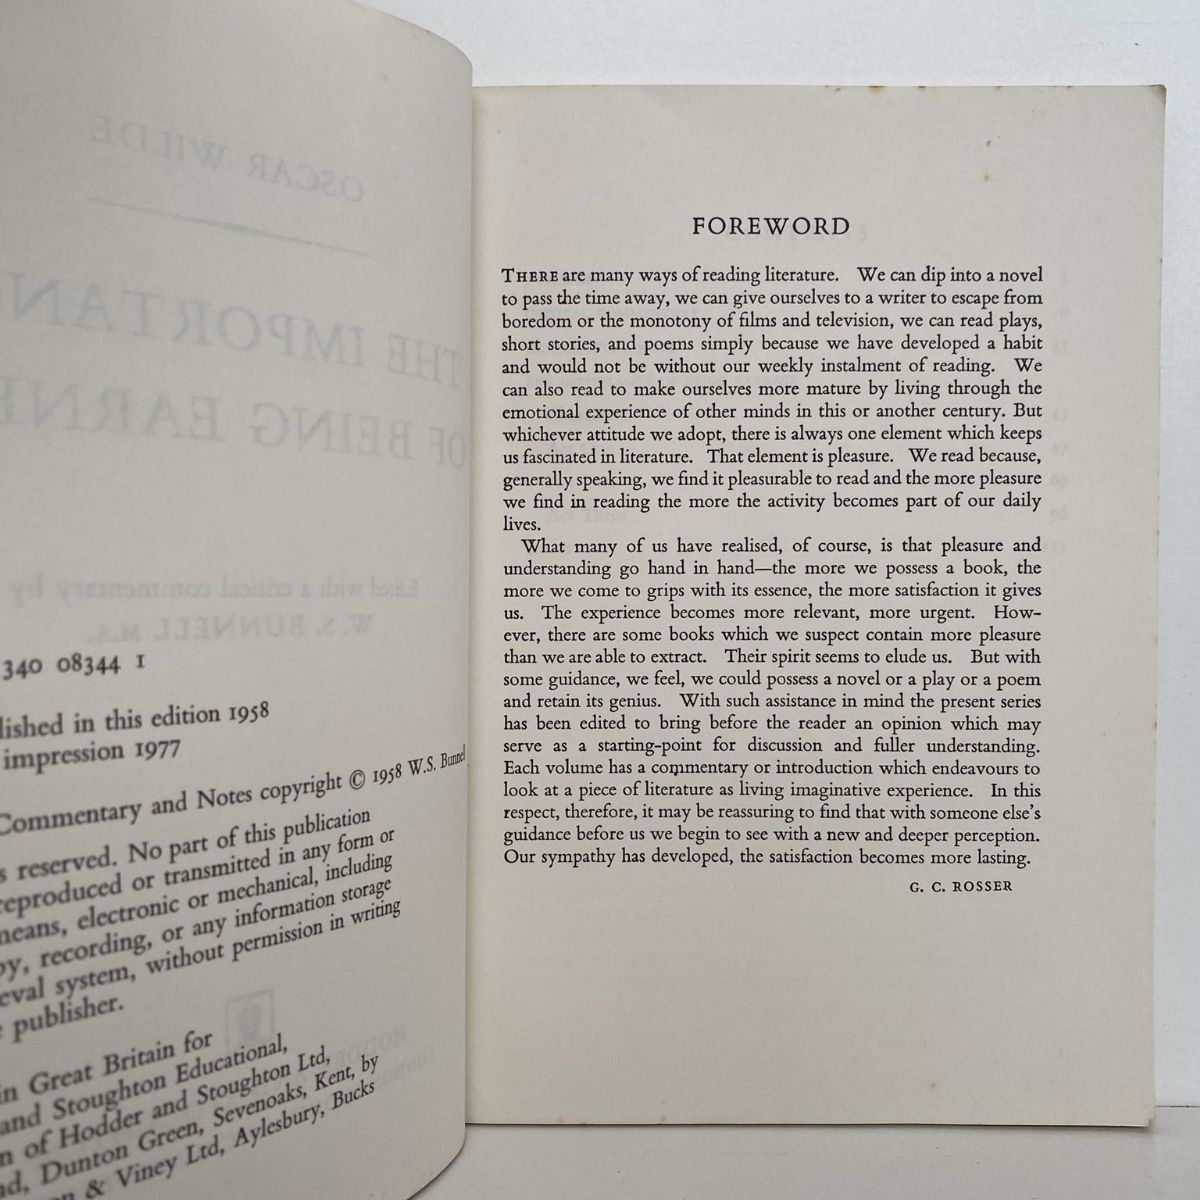 OSCAR WILDE
THE IMPORTAN
OF BEING EARNE
Edited with a critical commentary by
W. S. BUNNELL M.A.
340 08344 1
lished in this edition 1958
impression 1977
Commentary and Notes copyright © 1958 W.S. Bunnel
s reserved. No part of this publication
reproduced or transmitted in any form or
means, electronic or mechanical, including
py, recording, or any information storage
eval system, without permission in writing
publisher.
in Great Britain for
and Stoughton Educational,
n of Hodder and Stoughton Ltd,
ad, Dunton Green, Sevenoaks, Kent, by
& Viney Ltd, Aylesbury, Bucks
FOREWORD
THERE are many ways of reading literature. We can dip into a novel
to pass the time away, we can give ourselves to a writer to escape from
boredom or the monotony of films and television, we can read plays,
short stories, and poems simply because we have developed a habit
and would not be without our weekly instalment of reading. We
can also read to make ourselves more mature by living through the
emotional experience of other minds in this or another century. But
whichever attitude we adopt, there is always one element which keeps
us fascinated in literature. That element is pleasure. We read because,
generally speaking, we find it pleasurable to read and the more pleasure
we find in reading the more the activity becomes part of our daily
lives.
What many of us have realised, of course, is that pleasure and
understanding go hand in hand—the more we possess a book, the
more we come to grips with its essence, the more satisfaction it gives
us. The experience becomes more relevant, more urgent. How-
ever, there are some books which we suspect contain more pleasure
than we are able to extract. Their spirit seems to elude us. But with
some guidance, we feel, we could possess a novel or a play or a poem
and retain its genius. With such assistance in mind the present series
has been edited to bring before the reader an opinion which may
serve as a starting-point for discussion and fuller understanding.
Each volume has a commentary or introduction which endeavours to
look at a piece of literature as living imaginative experience. In this
respect, therefore, it may be reassuring to find that with someone else's
guidance before us we begin to see with a new and deeper perception.
Our sympathy has developed, the satisfaction becomes more lasting.
G. C. ROSSER